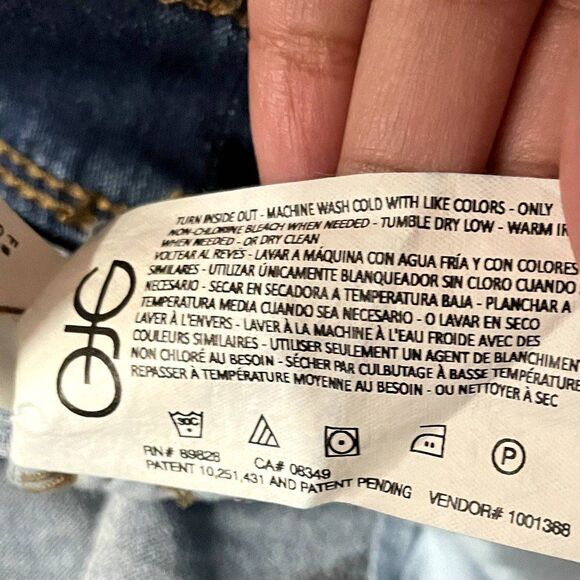 TURN INSIDE OUT - MACHINE WASH COLD WITH LIKE COLORS - ONLY
NON-CHLORINE BLEACH WHEN NEEDED - TUMBLE DRY LOW - WARM IR
WHEN NEEDED - OR DRY CLEAN
VOLTEAR AL REVES - LAVAR A MÁQUINA CON AGUA FRÍA Y CON COLORES
SIMILARES - UTILIZAR ÚNICAMENTE BLANQUEADOR SIN CLORO CUANDO
NECESARIO - SECAR EN SECADORA A TEMPERATURA BAJA - PLANCHAR A
TEMPERATURA MEDIA CUANDO SEA NECESARIO - O LAVAR EN SECO
LAVER À L'ENVERS - LAVER À LA MACHINE À L'EAU FROIDE AVEC DES
COULEURS SIMILAIRES - UTILISER SEULEMENT UN AGENT DE BLANCHIMEN
NON CHLORÉ AU BESOIN - SÉCHER PAR CULBUTAGE À BASSE TEMPÉRATURE
REPASSER À TEMPÉRATURE MOYENNE AU BESOIN - OU NETTOYER À SEC
30C
P
RN# 89828 CA# 08349
PATENT 10,251,431 AND PATENT PENDING VENDOR# 1001368